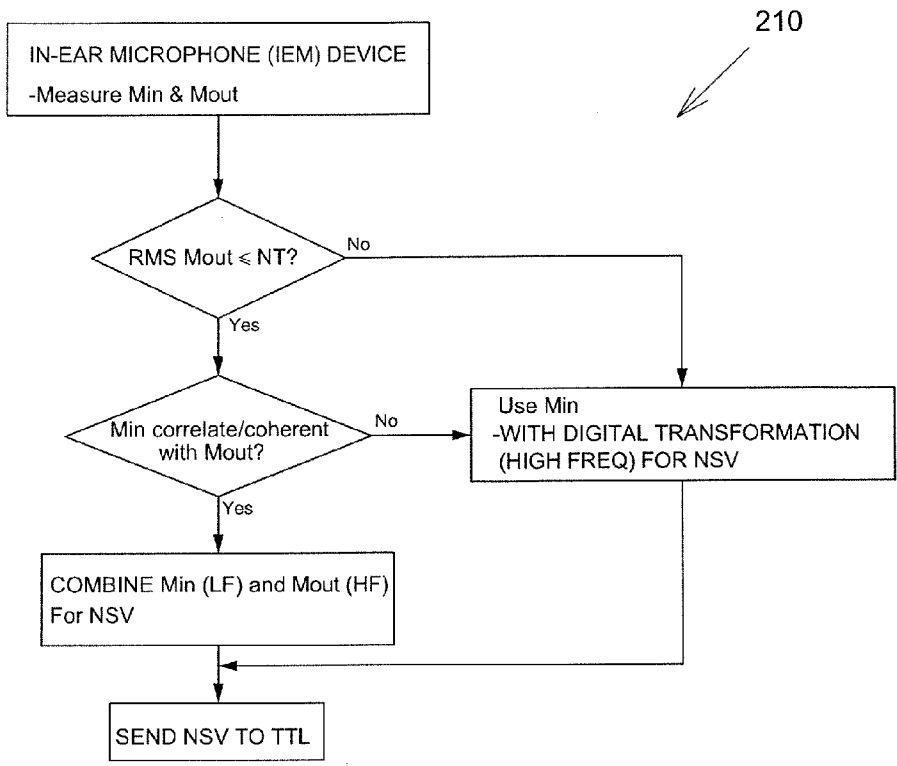 210
IN-EAR MICROPHONE (IEM) DEVICE
-Measure Min & Mout
RMS Mout ≤ NT?
No
Yes
Min correlate/coherent
with Mout?
No
Yes
Use Min
-WITH DIGITAL TRANSFORMATION
(HIGH FREQ) FOR NSV
COMBINE Min (LF) and Mout (HF)
For NSV
SEND NSV TO TTL